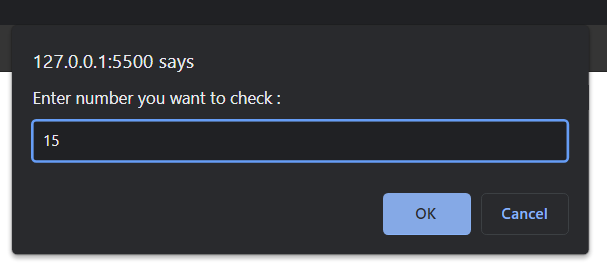 127.0.0.1:5500 says
Enter number you want to check :
15
OK
Cancel